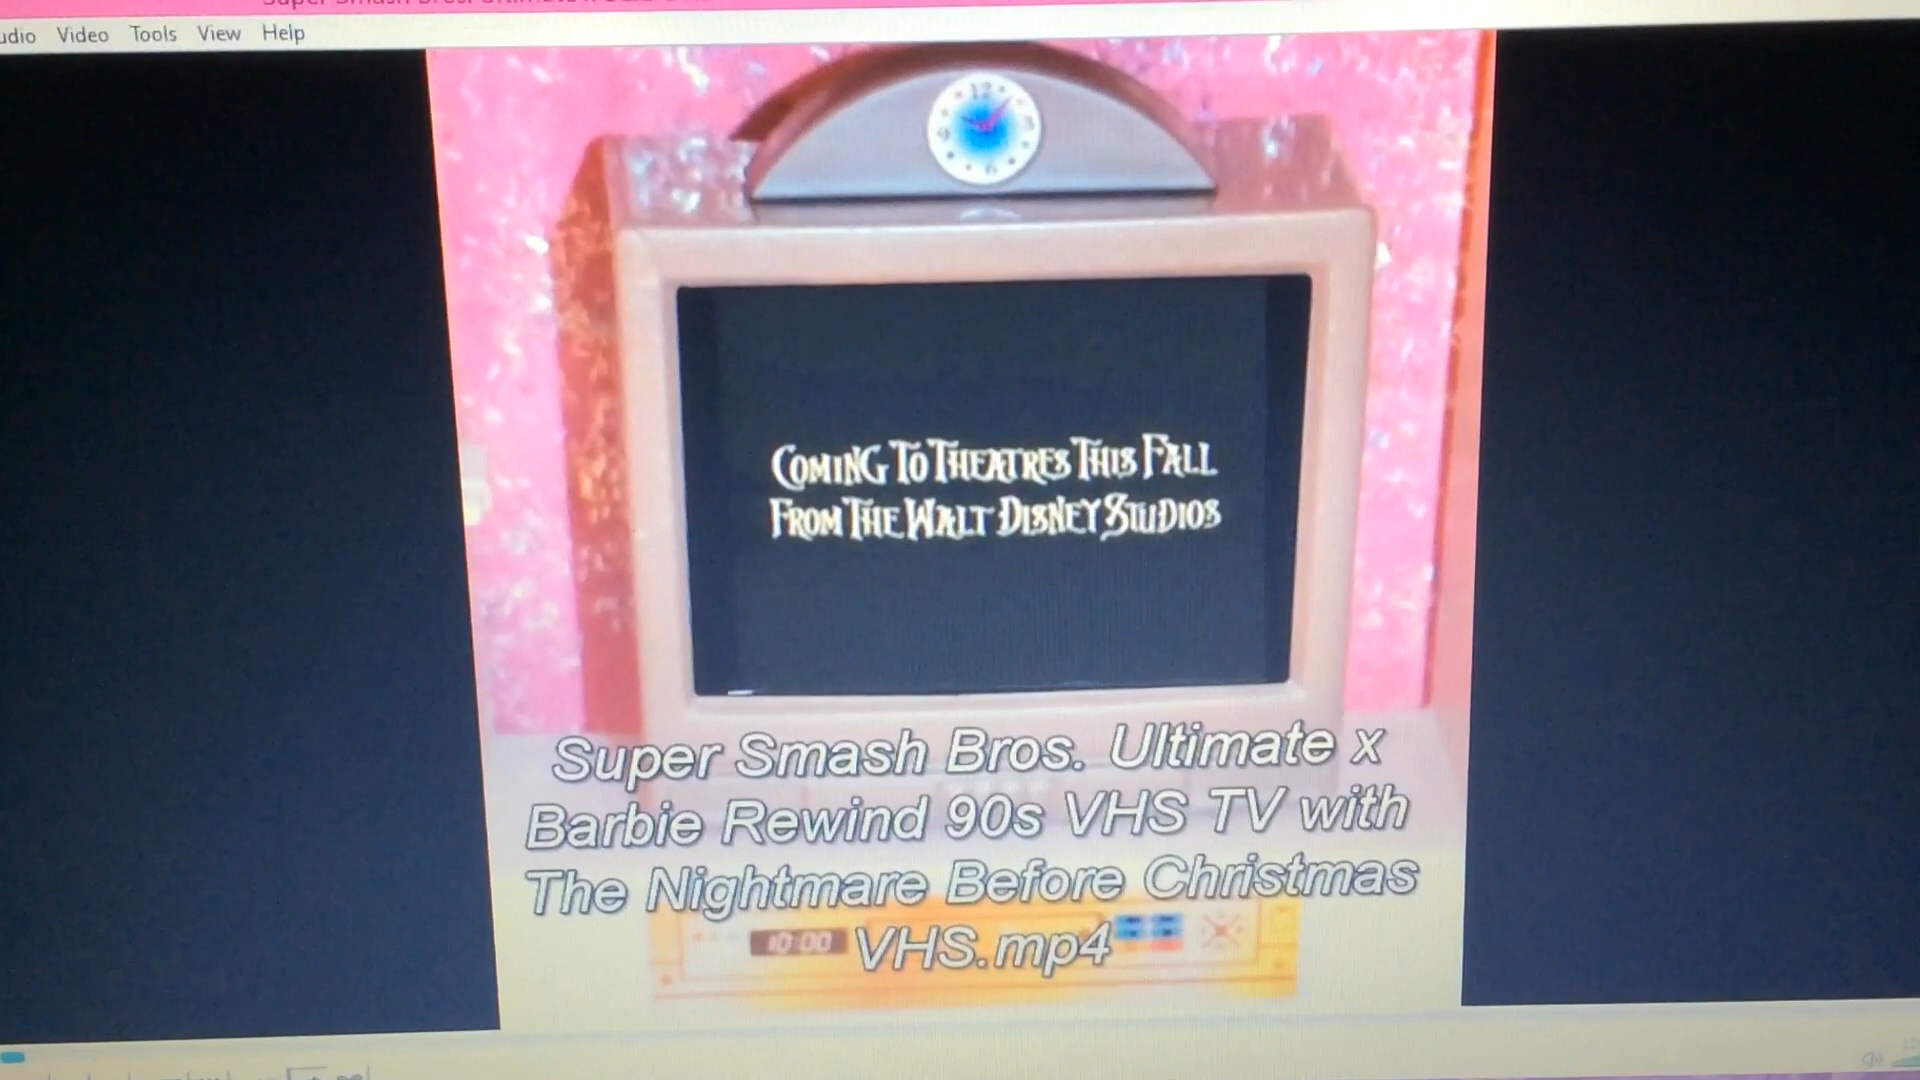 Video Tools View Help
12
COMING TO THEATRES THIS FALL
FROM THE WALT DISNEY STUDIOS
Super Smash Bros. Ultimate x
Barbie Rewind 90s VHS TV with
The Nightmare Before Christmas
10:00 VHS.mp4